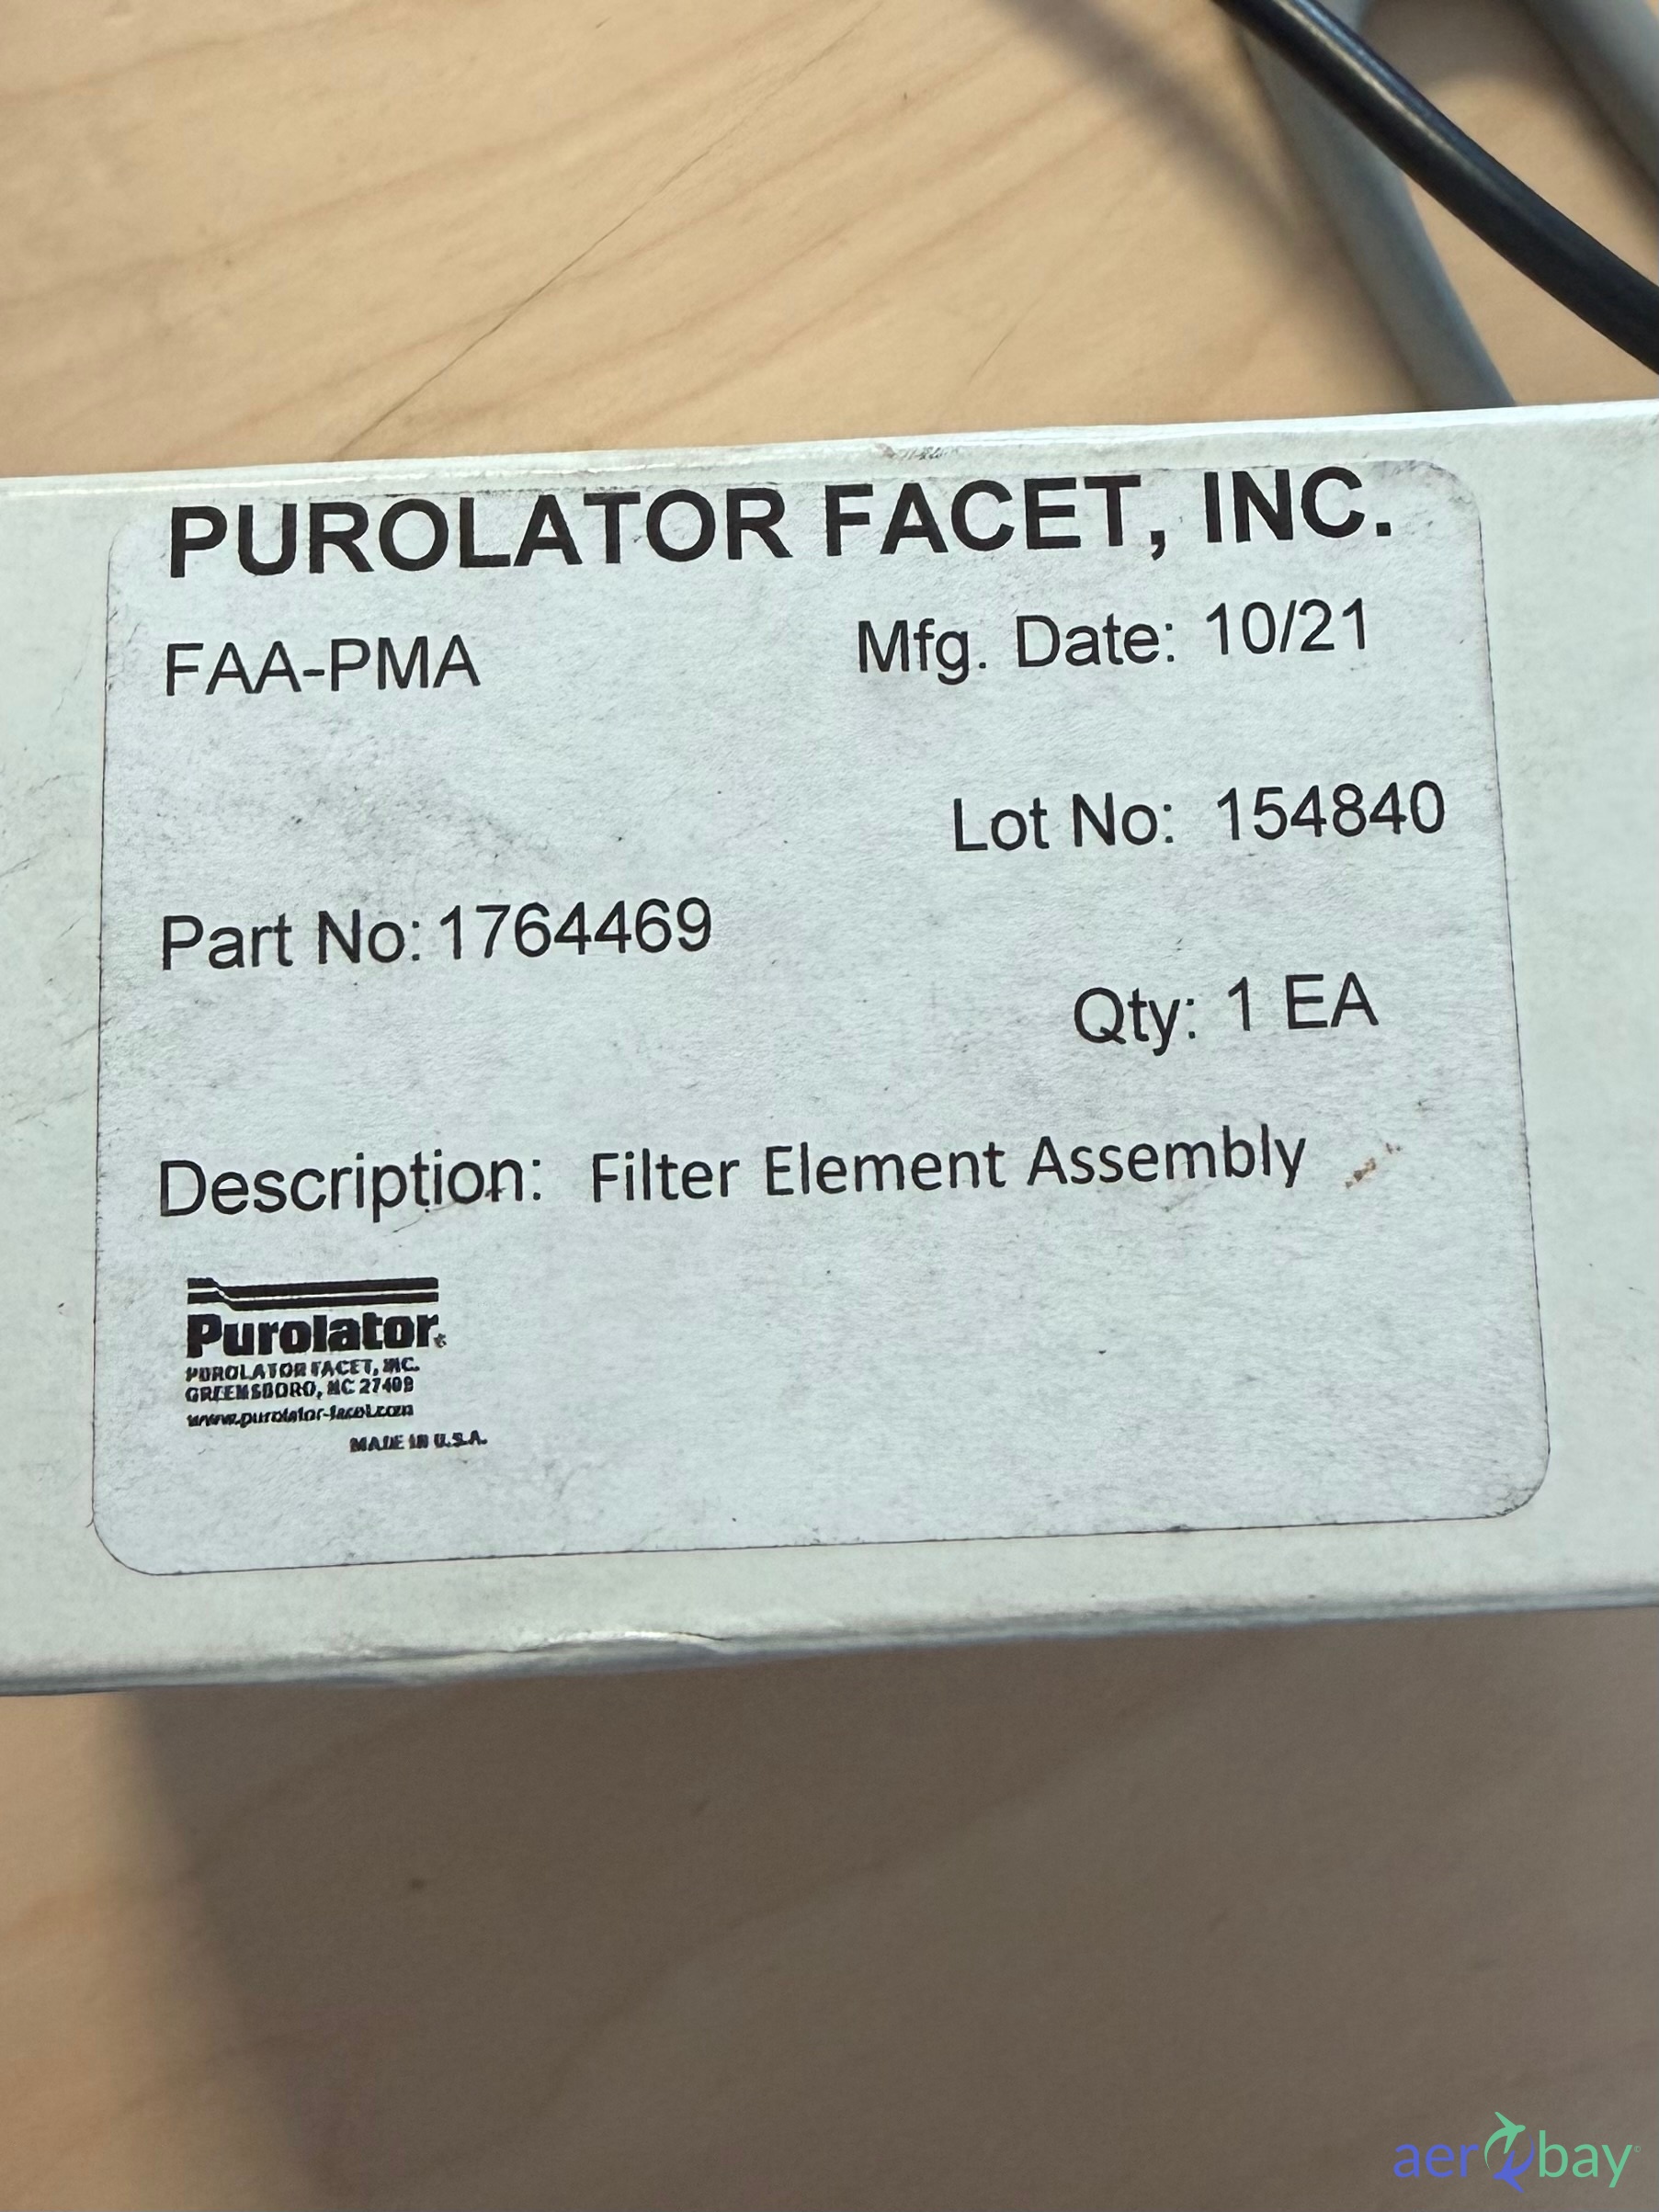 PUROLATOR FACET, INC.
FAA-PMA
Mfg. Date: 10/21
Lot No: 154840
Part No: 1764469
Qty: 1 EA
Description: Filter Element Assembly
Purolator®
PUROLATOR FACET, INC.
GREENSBORO, NC 27409
www.purolator-facet.com
MADE IN U.S.A.
aerobay